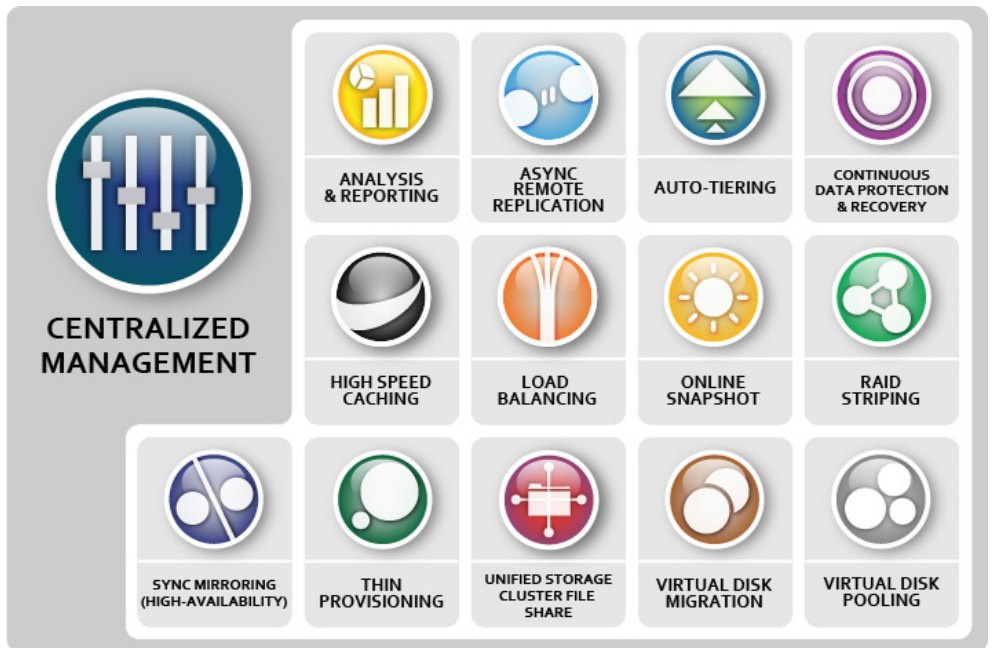 CENTRALIZED
MANAGEMENT
ANALYSIS
& REPORTING
ASYNC
REMOTE
REPLICATION
AUTO-TIERING
CONTINUOUS
DATA PROTECTION
& RECOVERY
HIGH SPEED
CACHING
LOAD
BALANCING
ONLINE
SNAPSHOT
RAID
STRIPING
SYNC MIRRORING
(HIGH-AVAILABILITY)
THIN
PROVISIONING
UNIFIED STORAGE
CLUSTER FILE
SHARE
VIRTUAL DISK
MIGRATION
VIRTUAL DISK
POOLING